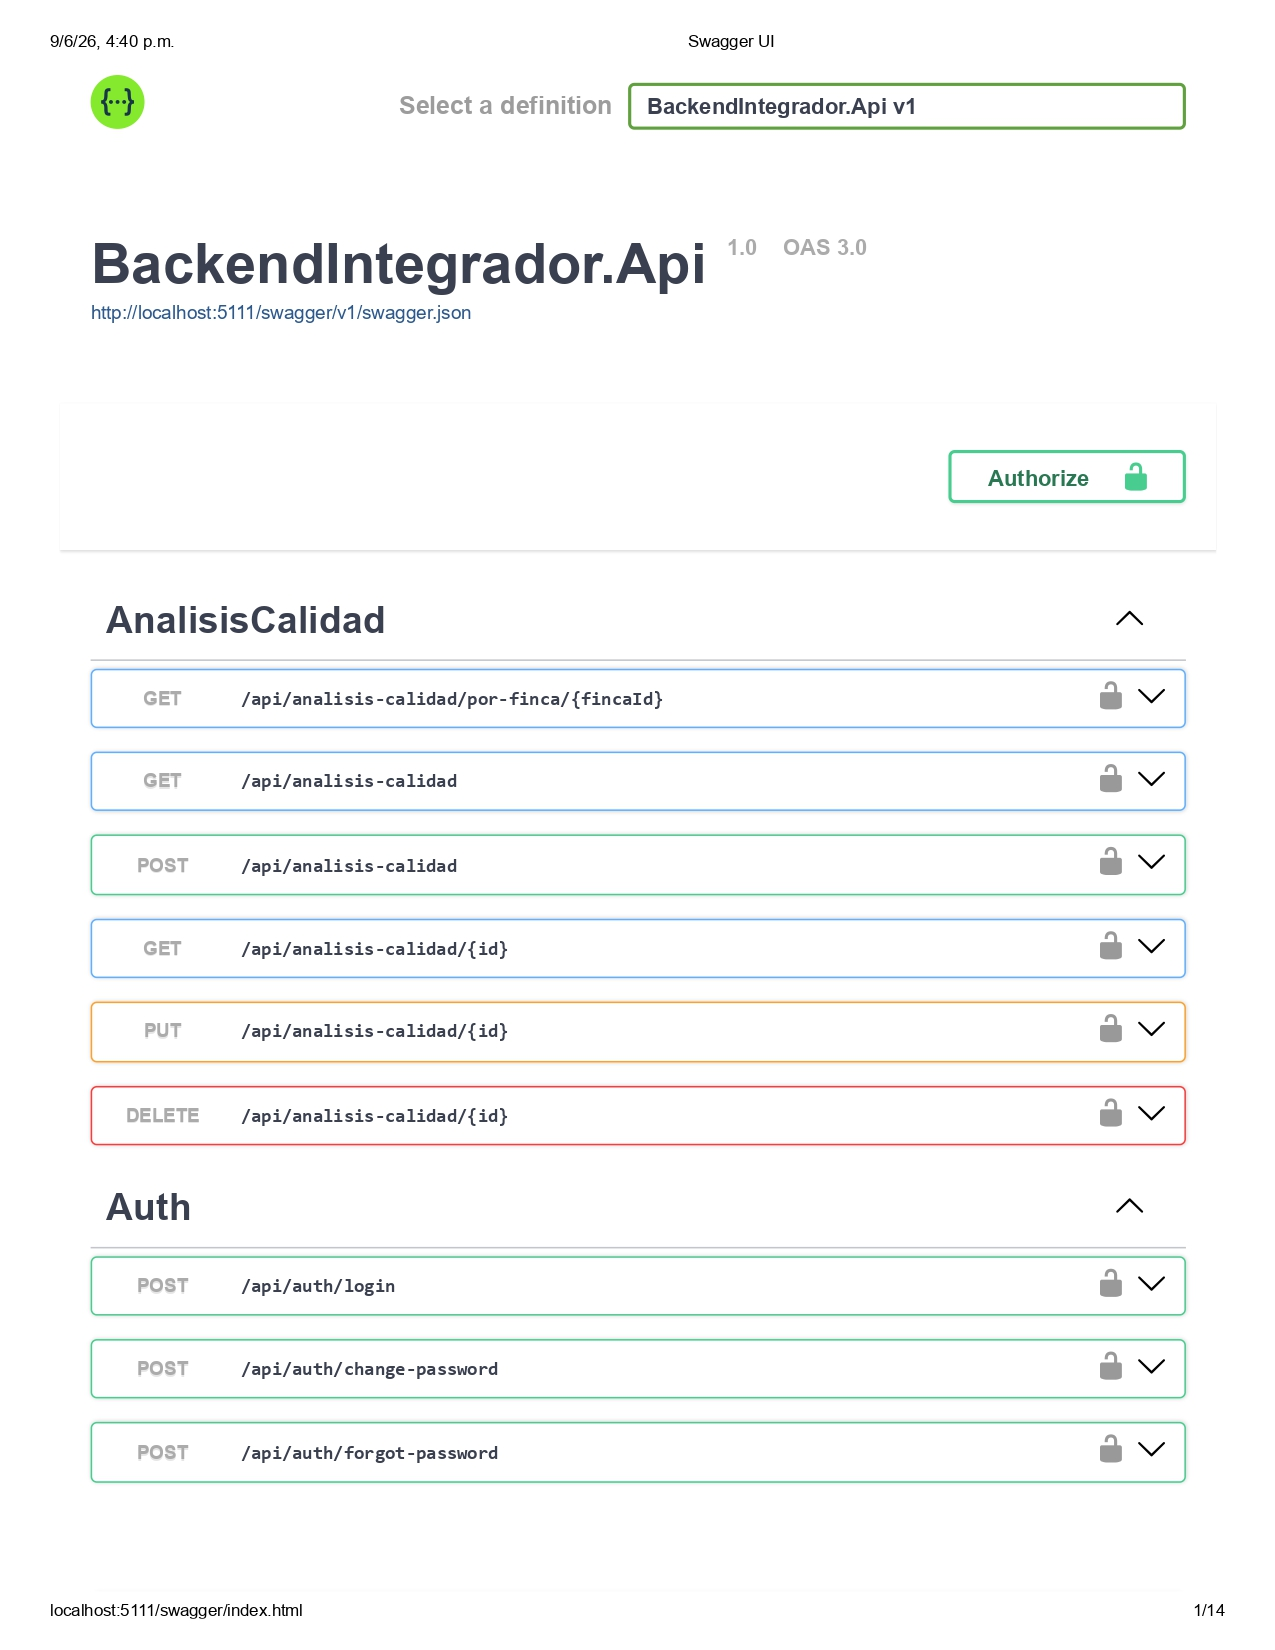 9/6/26, 4:40 p.m.
Swagger UI
{···}
Select a definition
BackendIntegrador.Api v1
BackendIntegrador.Api 1.0 OAS 3.0
http://localhost:5111/swagger/v1/swagger.json
Authorize
AnalisisCalidad
GET /api/analisis-calidad/por-finca/{fincaId}
GET /api/analisis-calidad
POST /api/analisis-calidad
GET /api/analisis-calidad/{id}
PUT /api/analisis-calidad/{id}
DELETE /api/analisis-calidad/{id}
Auth
POST /api/auth/login
POST /api/auth/change-password
POST /api/auth/forgot-password
localhost:5111/swagger/index.html
1/14